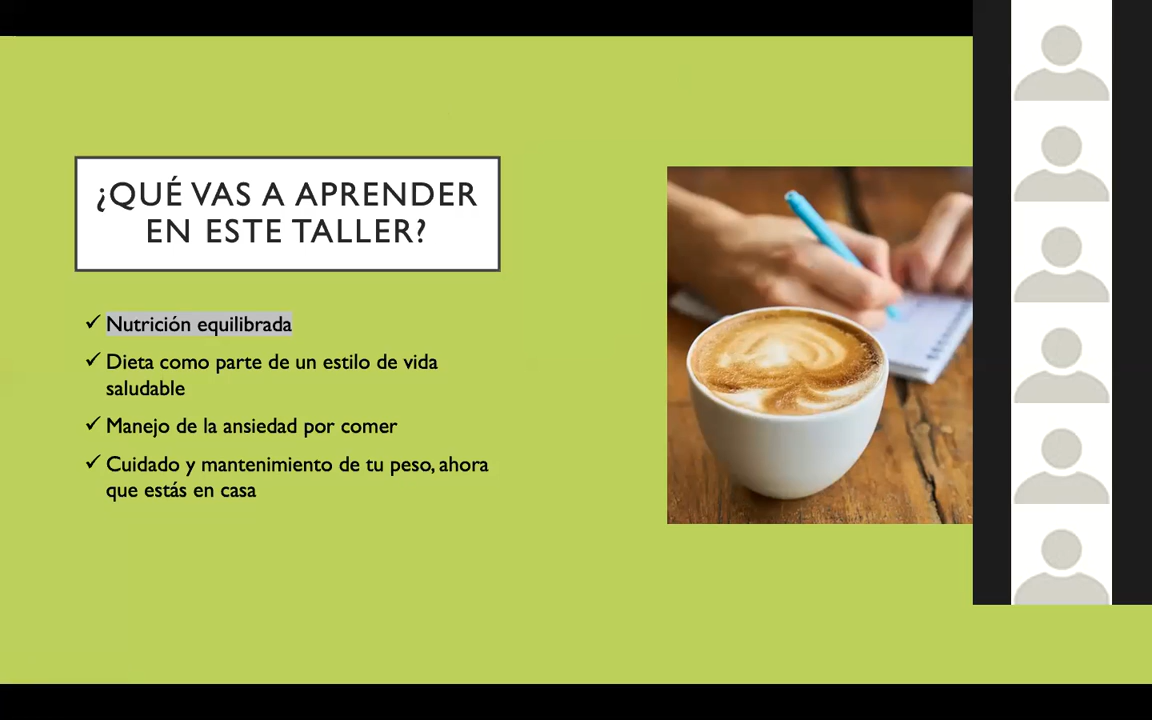 ¿QUÉ VAS A APRENDER
EN ESTE TALLER?
✓ Nutrición equilibrada
✓ Dieta como parte de un estilo de vida
saludable
✓ Manejo de la ansiedad por comer
✓ Cuidado y mantenimiento de tu peso, ahora
que estás en casa